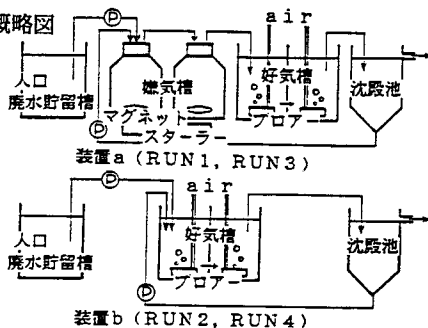 概略図
P
air
人口
廃水貯留槽
嫌気槽
好気槽
沈殿池
マグネット
スターラー
ブロアー
P
装置a(RUN1,RUN3)
P
air
人口
廃水貯留槽
好気槽
沈殿池
ブロアー
P
装置b(RUN2,RUN4)